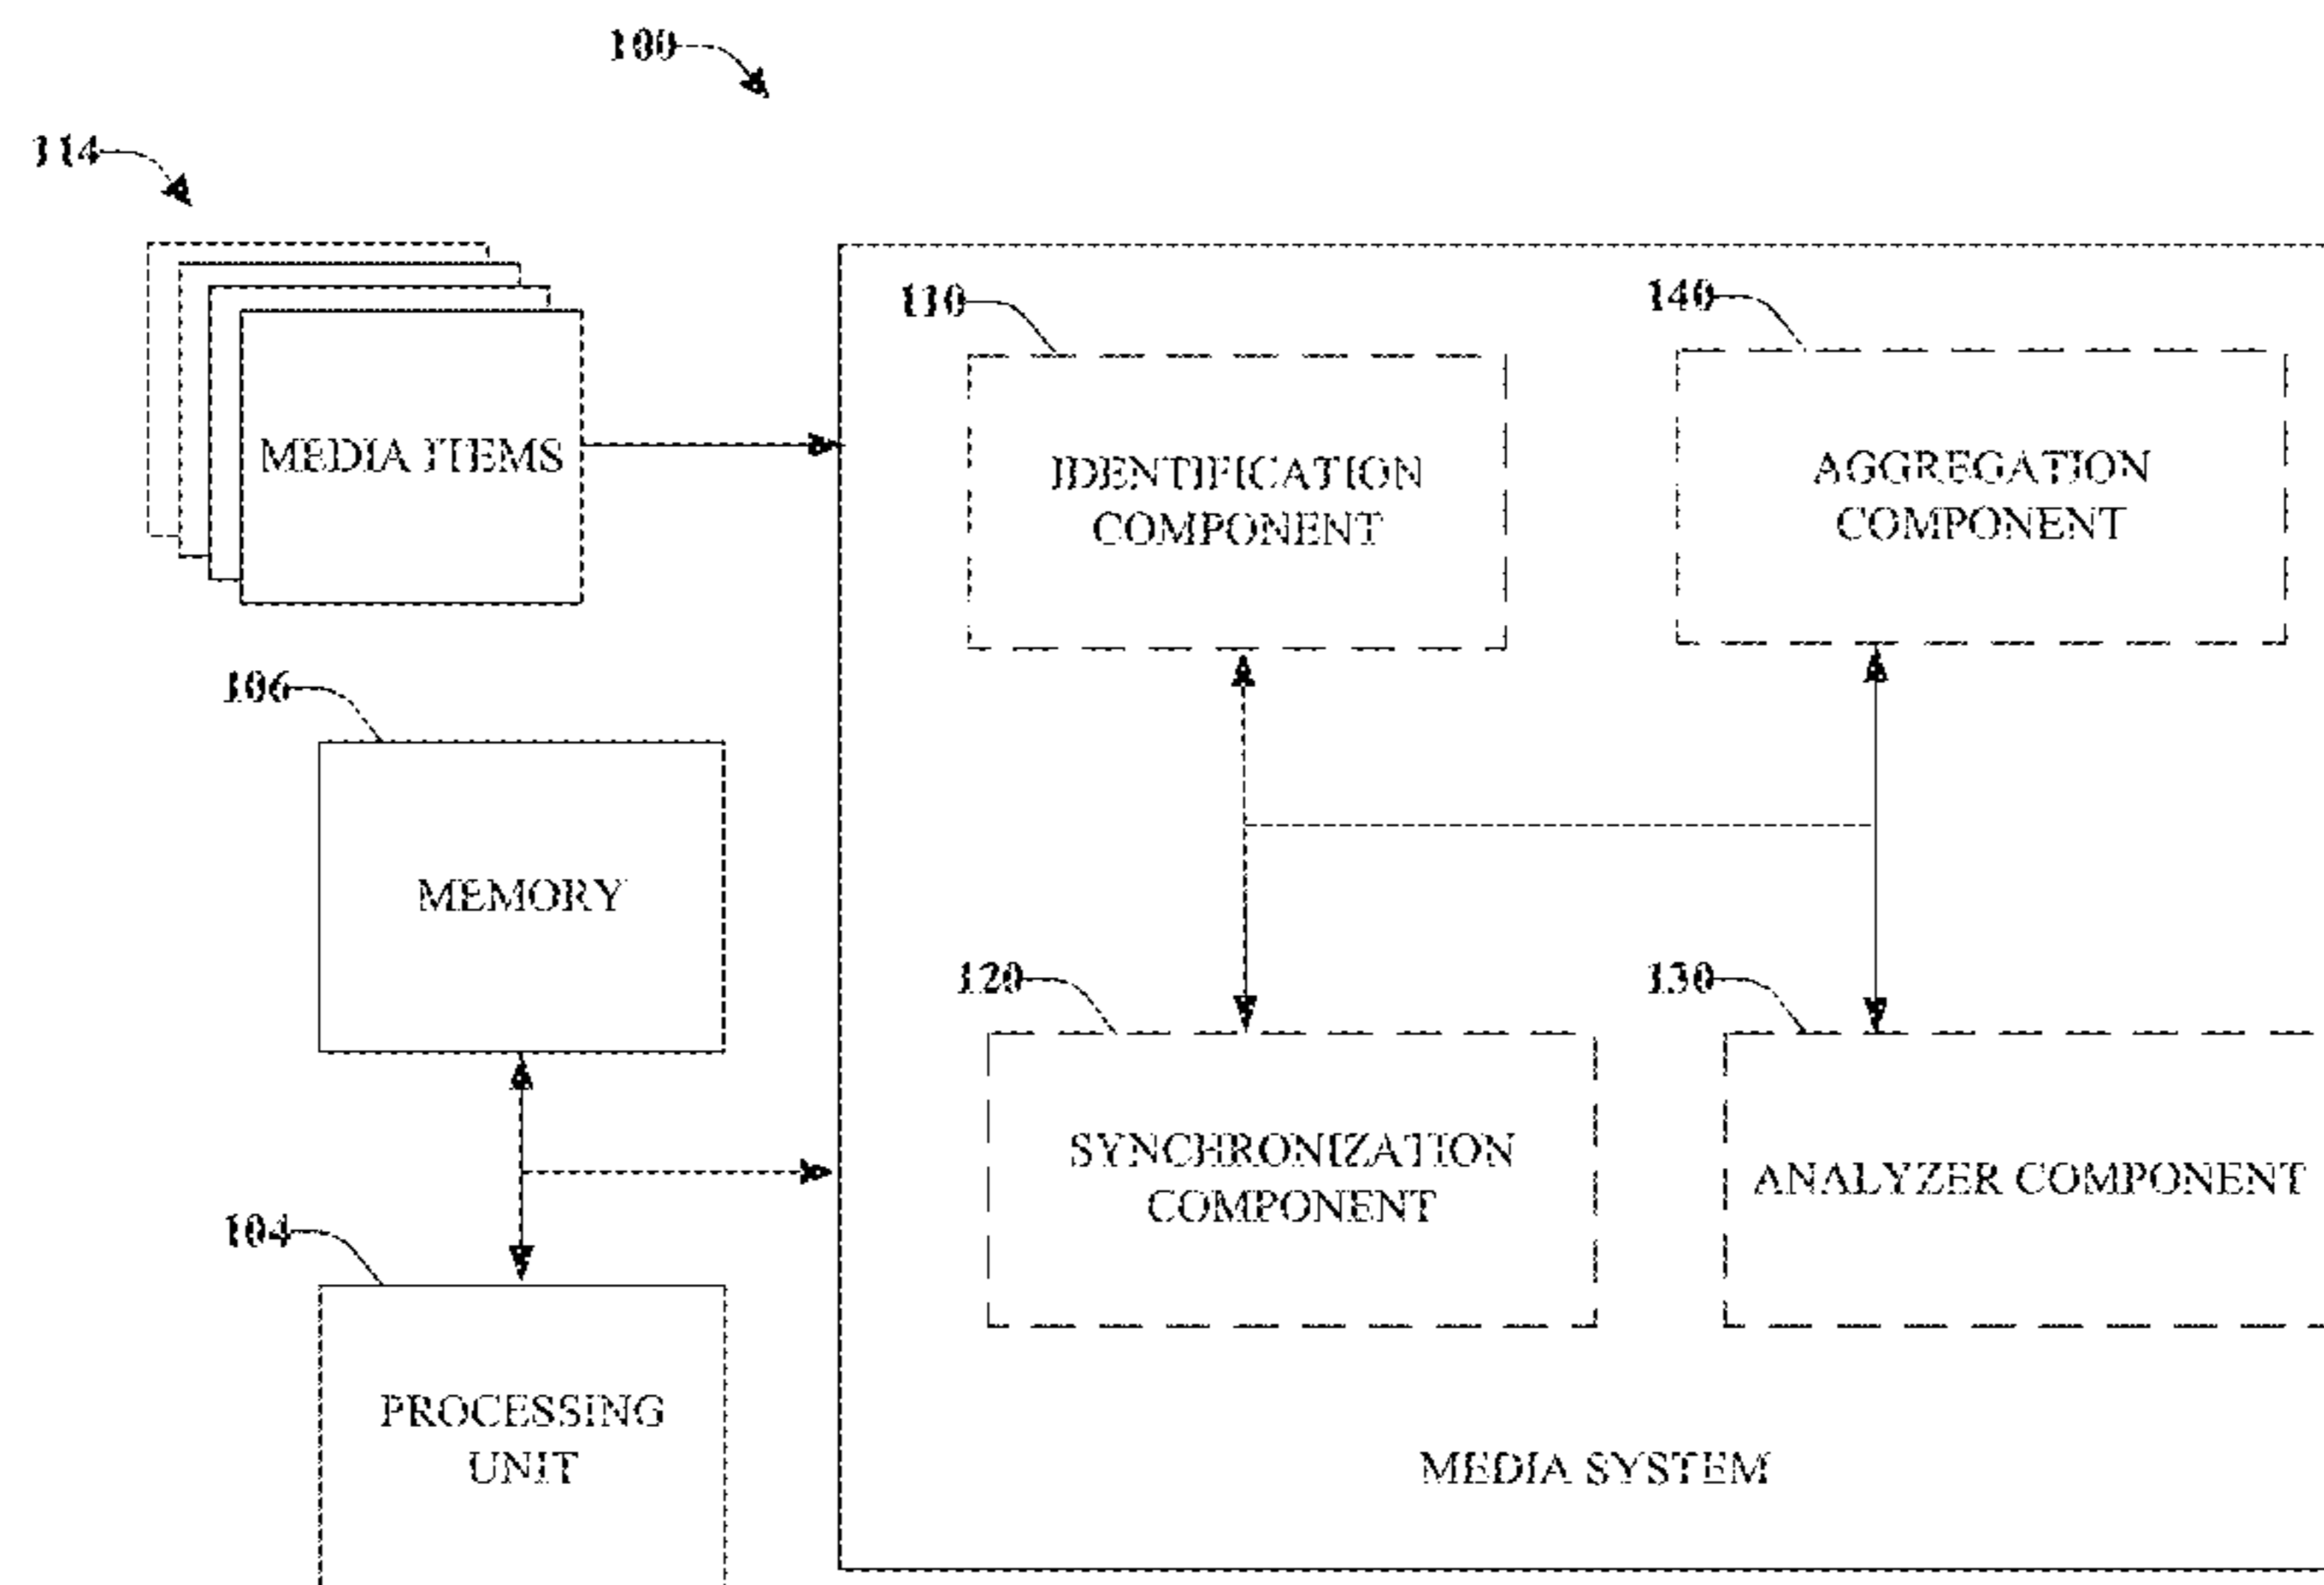 100
114
110
140
MEDIA ITEMS
IDENTIFICATION
COMPONENT
AGGREGATION
COMPONENT
106
MEMORY
120
130
SYNCHRONIZATION
COMPONENT
ANALYZER COMPONENT
104
PROCESSING
UNIT
MEDIA SYSTEM